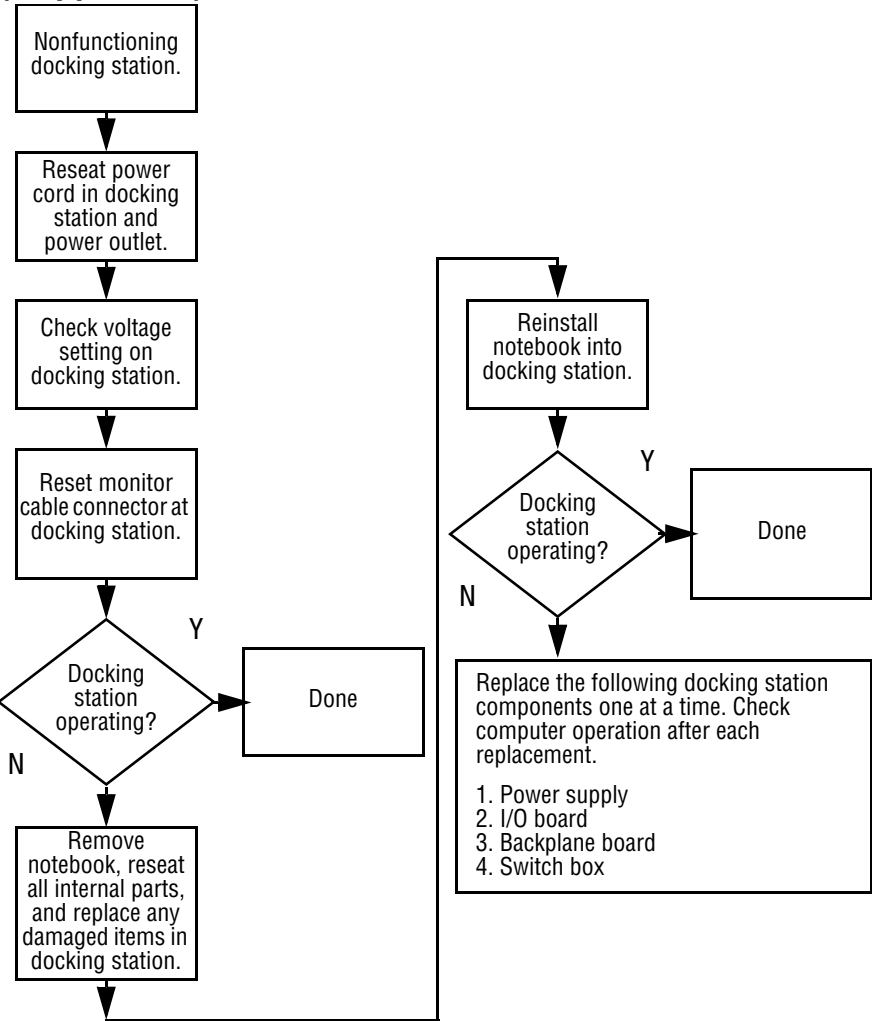 Nonfunctioning
docking station.
Reseat power
cord in docking
station and
power outlet.
Check voltage
setting on
docking station.
Reset monitor
cable connector at
docking station.
Y
Docking
station
operating?
Done
N
Remove
notebook, reseat
all internal parts,
and replace any
damaged items in
docking station.
Reinstall
notebook into
docking station.
Y
Docking
station
operating?
Done
N
Replace the following docking station
components one at a time. Check
computer operation after each
replacement.
1. Power supply
2. I/O board
3. Backplane board
4. Switch box